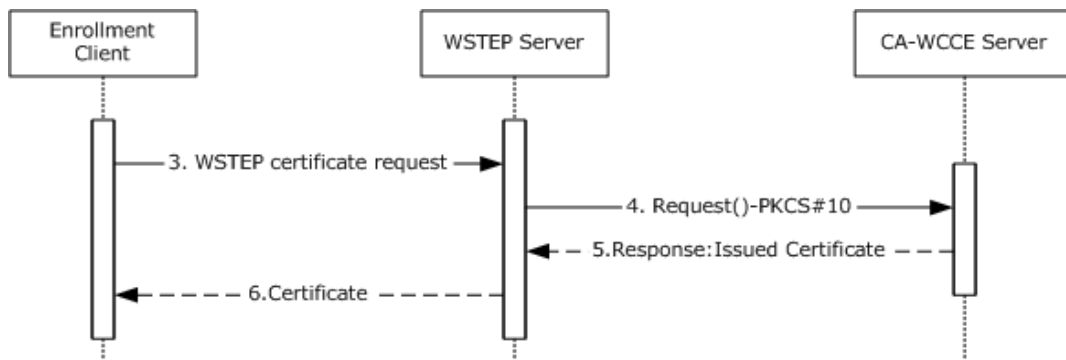 Enrollment
Client
WSTEP Server
CA-WCCE Server
3. WSTEP certificate request
4. Request()-PKCS#10
5.Response:Issued Certificate
6.Certificate